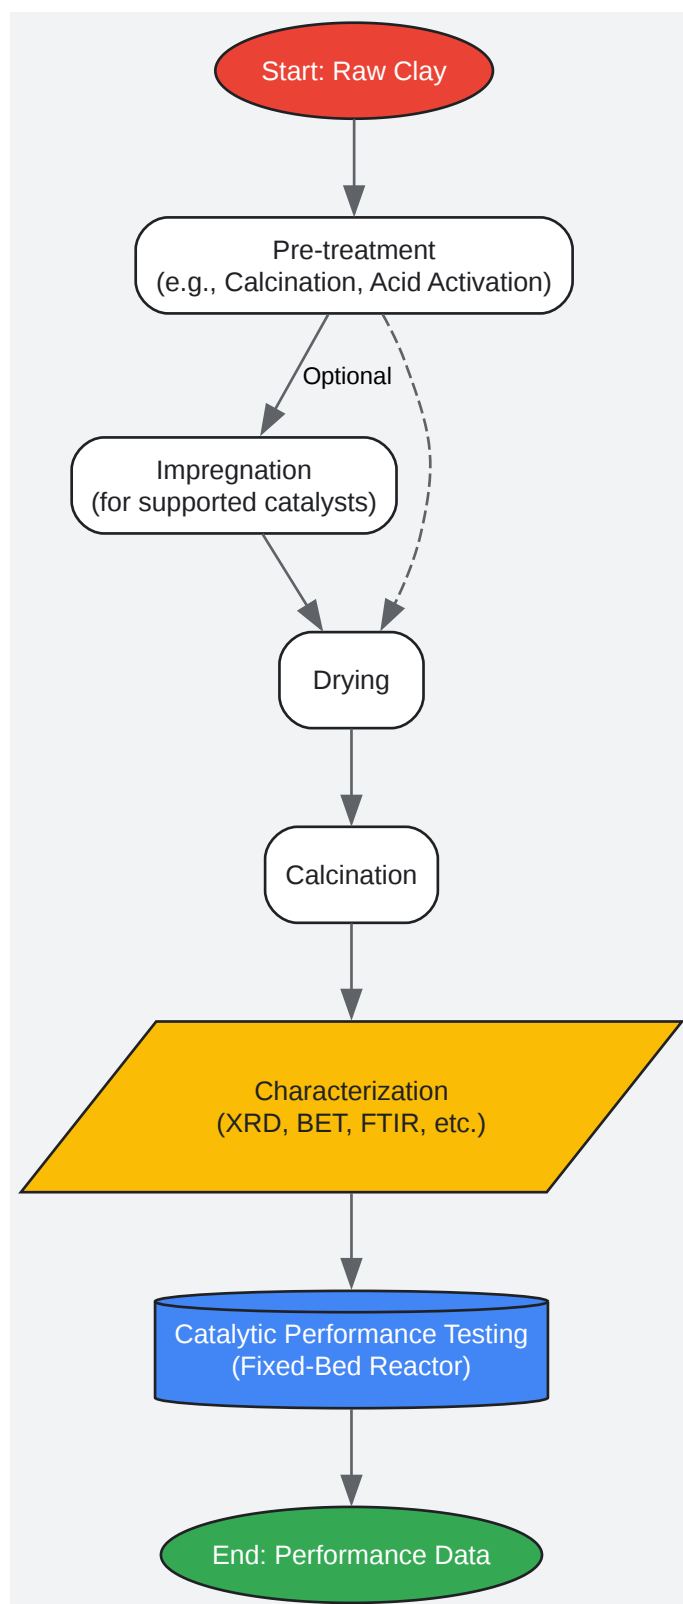 Start: Raw Clay
Pre-treatment
(e.g., Calcination, Acid Activation)
Optional
Impregnation
(for supported catalysts)
Drying
Calcination
Characterization
(XRD, BET, FTIR, etc.)
Catalytic Performance Testing
(Fixed-Bed Reactor)
End: Performance Data